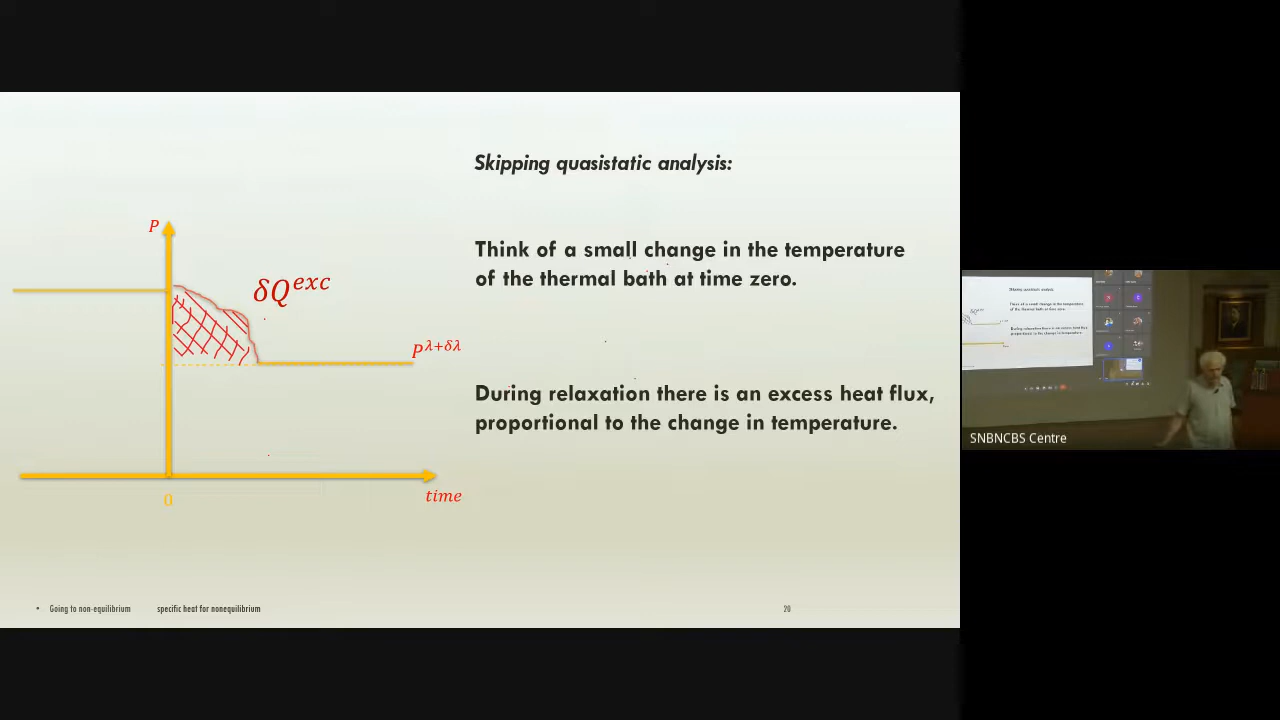 Skipping quasistatic analysis:
P
Think of a small change in the temperature
of the thermal bath at time zero.
δQ^exc
P^λ+δλ
During relaxation there is an excess heat flux,
proportional to the change in temperature.
SNBNCBS Centre
time
0
• Going to non-equilibrium specific heat for nonequilibrium 20